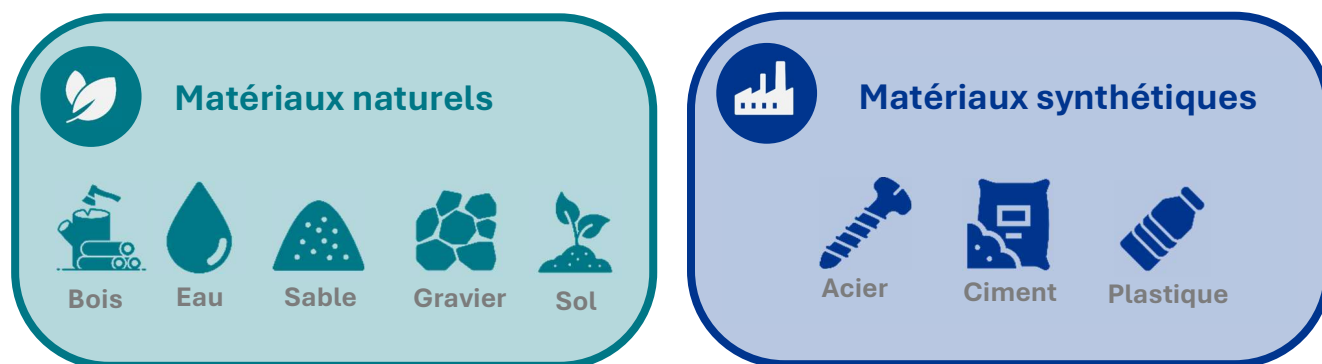 Matériaux naturels
Bois Eau Sable Gravier Sol
Matériaux synthétiques
Acier Ciment Plastique